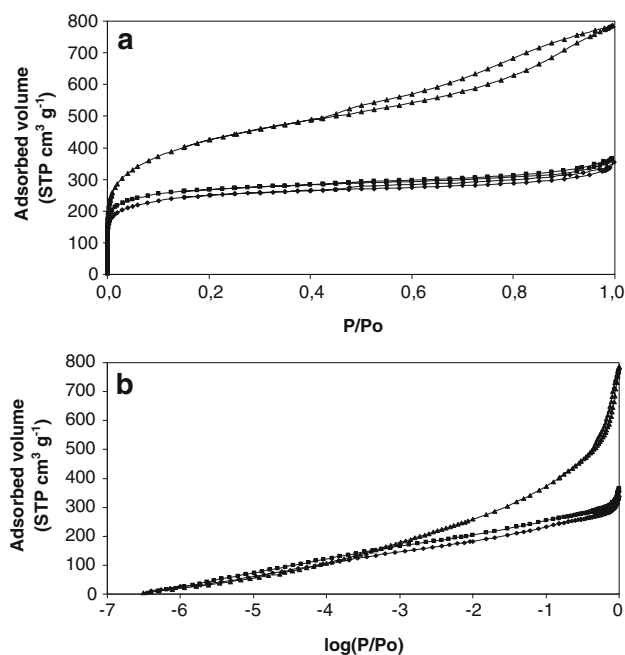 a
Adsorbed volume
(STP cm³ g⁻¹)
800
700
600
500
400
300
200
100
0
0,0 0,2 0,4 0,6 0,8 1,0
P/Po
b
Adsorbed volume
(STP cm³ g⁻¹)
800
700
600
500
400
300
200
100
0
-7 -6 -5 -4 -3 -2 -1 0
log(P/Po)